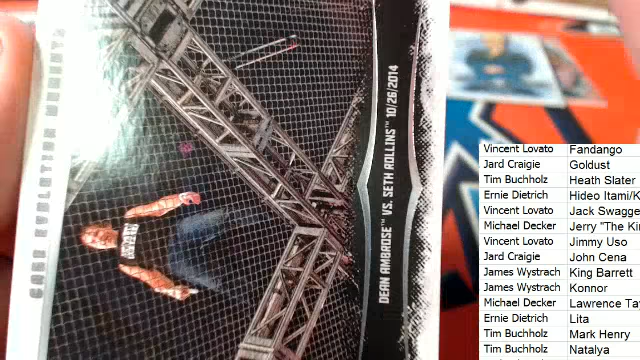 CAGE EVOLUTION MOMENTS
DEAN AMBROSE™ VS. SETH ROLLINS™ 10/26/2014
Vincent Lovato Fandango
Jard Craigie Goldust
Tim Buchholz Heath Slater
Ernie Dietrich Hideo Itami/K
Vincent Lovato Jack Swagge
Michael Decker Jerry "The Kin
Vincent Lovato Jimmy Uso
Jard Craigie John Cena
James Wystrach King Barrett
James Wystrach Konnor
Michael Decker Lawrence Tay
Ernie Dietrich Lita
Tim Buchholz Mark Henry
Tim Buchholz Natalya